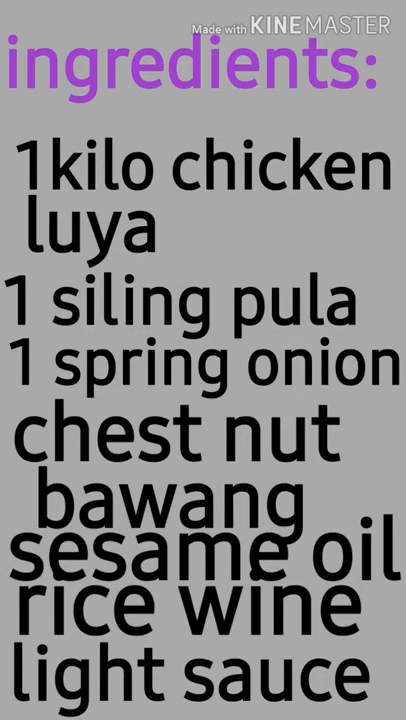 Made with KINEMASTER
ingredients:
1kilo chicken
luya
1 siling pula
1 spring onion
chest nut
bawang
sesame oil
rice wine
light sauce